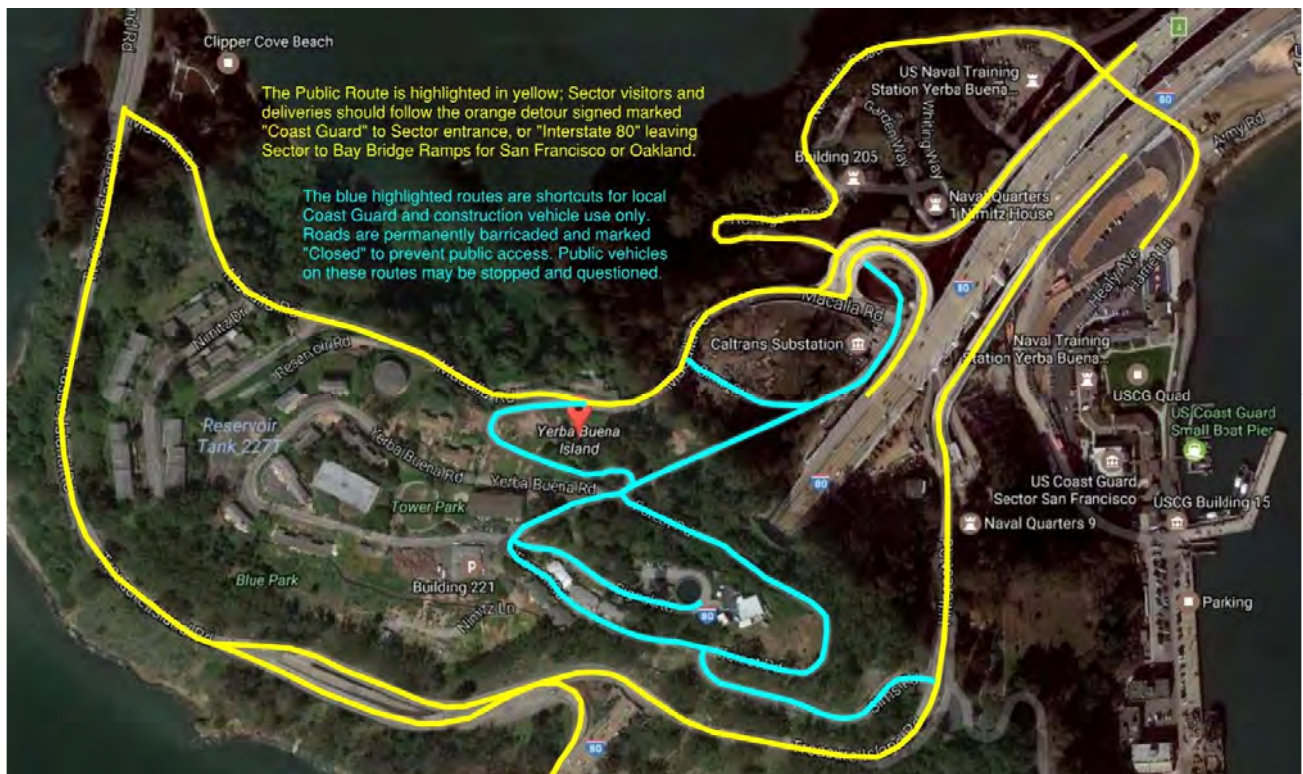 Clipper Cove Beach
The Public Route is highlighted in yellow; Sector visitors and
deliveries should follow the orange detour signed marked
"Coast Guard" to Sector entrance, or "Interstate 80" leaving
Sector to Bay Bridge Ramps for San Francisco or Oakland.
The blue highlighted routes are shortcuts for local
Coast Guard and construction vehicle use only.
Roads are permanently barricaded and marked
"Closed" to prevent public access. Public vehicles
on these routes may be stopped and questioned.
US Naval Training
Station Yerba Buena...
80
Army Rd
Garden Way
Whiting Way
Building 205
Naval Quarters
1 Nimitz House
Healy Ave
80
Macalla Rd
Caltrans Substation
Naval Training
Station Yerba Buena...
USCG Quad
US Coast Guard
Small Boat Pier
Nimitz Dr
Reservoir Rd
Macalla Rd
Reservoir
Tank 227T
Yerba Buena
Island
Yerba Buena Rd
Yerba Buena Rd
Tower Park
80
US Coast Guard
Sector San Francisco
USCG Building 15
Naval Quarters 9
P
Building 221
Blue Park
Nimitz Ln
80
Parking
Treasure Island Rd
80